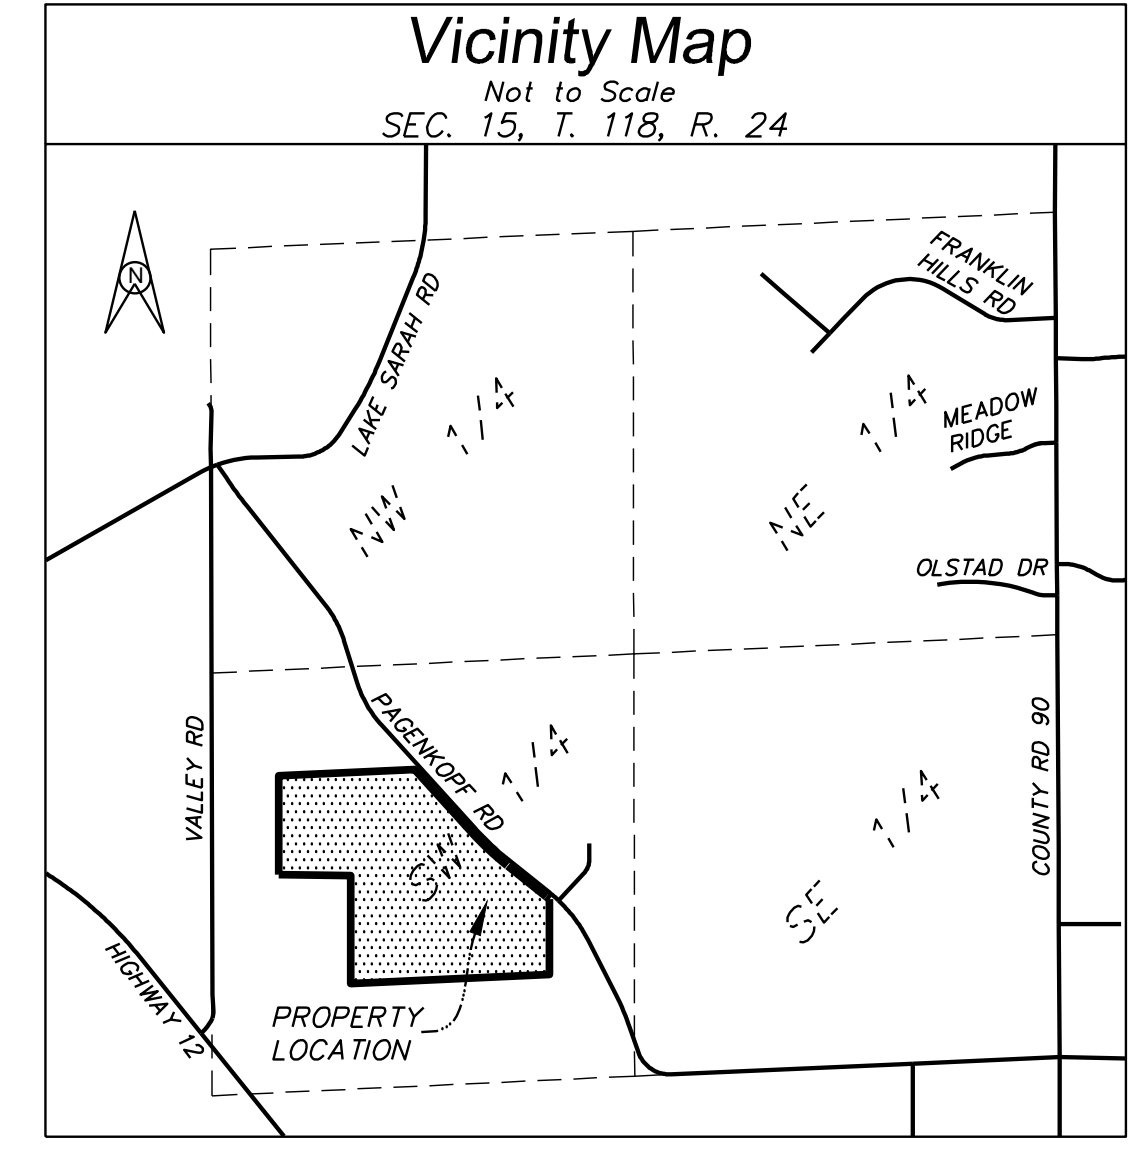 Vicinity Map
Not to Scale
SEC. 15, T. 118, R. 24
N
FRANKLIN
HILLS RD
LAKE SARAH RD
NW 1/4
NE 1/4
MEADOW
RIDGE
OLSTAD DR
VALLEY RD
PAGENKOPF RD
SW 1/4
SE 1/4
COUNTY RD 90
HIGHWAY 12
PROPERTY
LOCATION